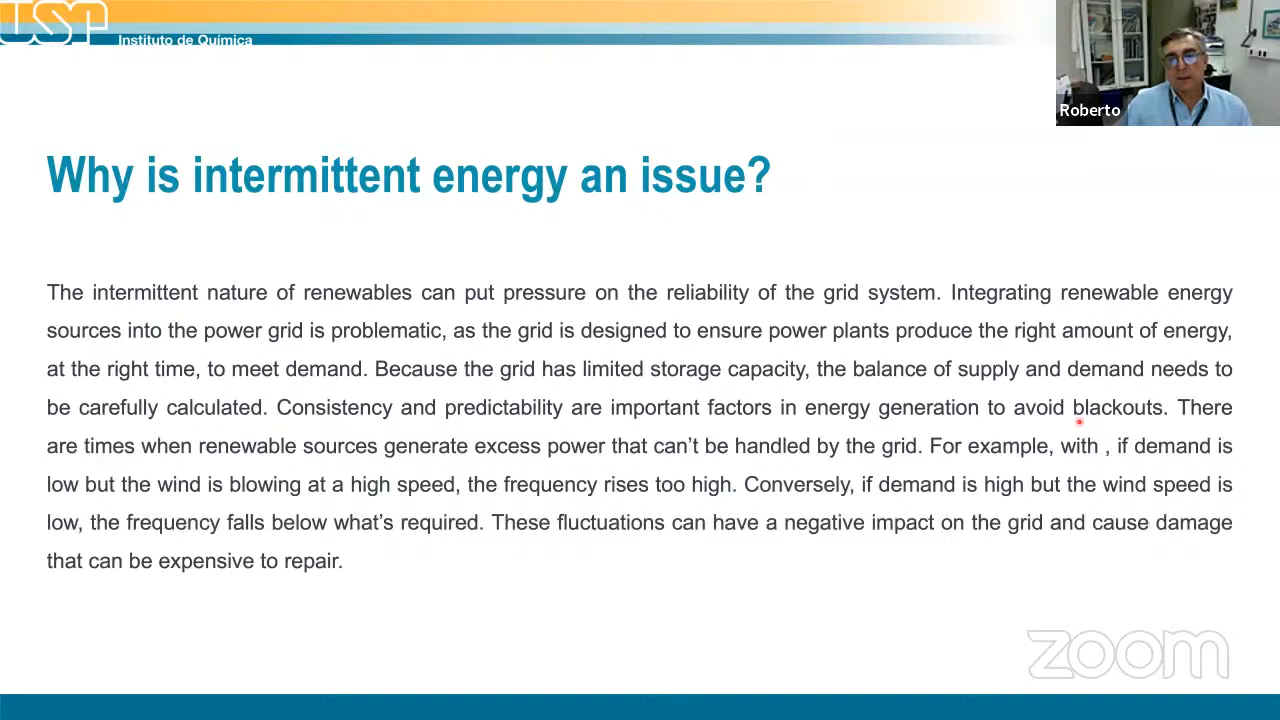 USP
Instituto de Química
Roberto
Why is intermittent energy an issue?
The intermittent nature of renewables can put pressure on the reliability of the grid system. Integrating renewable energy
sources into the power grid is problematic, as the grid is designed to ensure power plants produce the right amount of energy,
at the right time, to meet demand. Because the grid has limited storage capacity, the balance of supply and demand needs to
be carefully calculated. Consistency and predictability are important factors in energy generation to avoid blackouts. There
are times when renewable sources generate excess power that can’t be handled by the grid. For example, with , if demand is
low but the wind is blowing at a high speed, the frequency rises too high. Conversely, if demand is high but the wind speed is
low, the frequency falls below what’s required. These fluctuations can have a negative impact on the grid and cause damage
that can be expensive to repair.
zoom